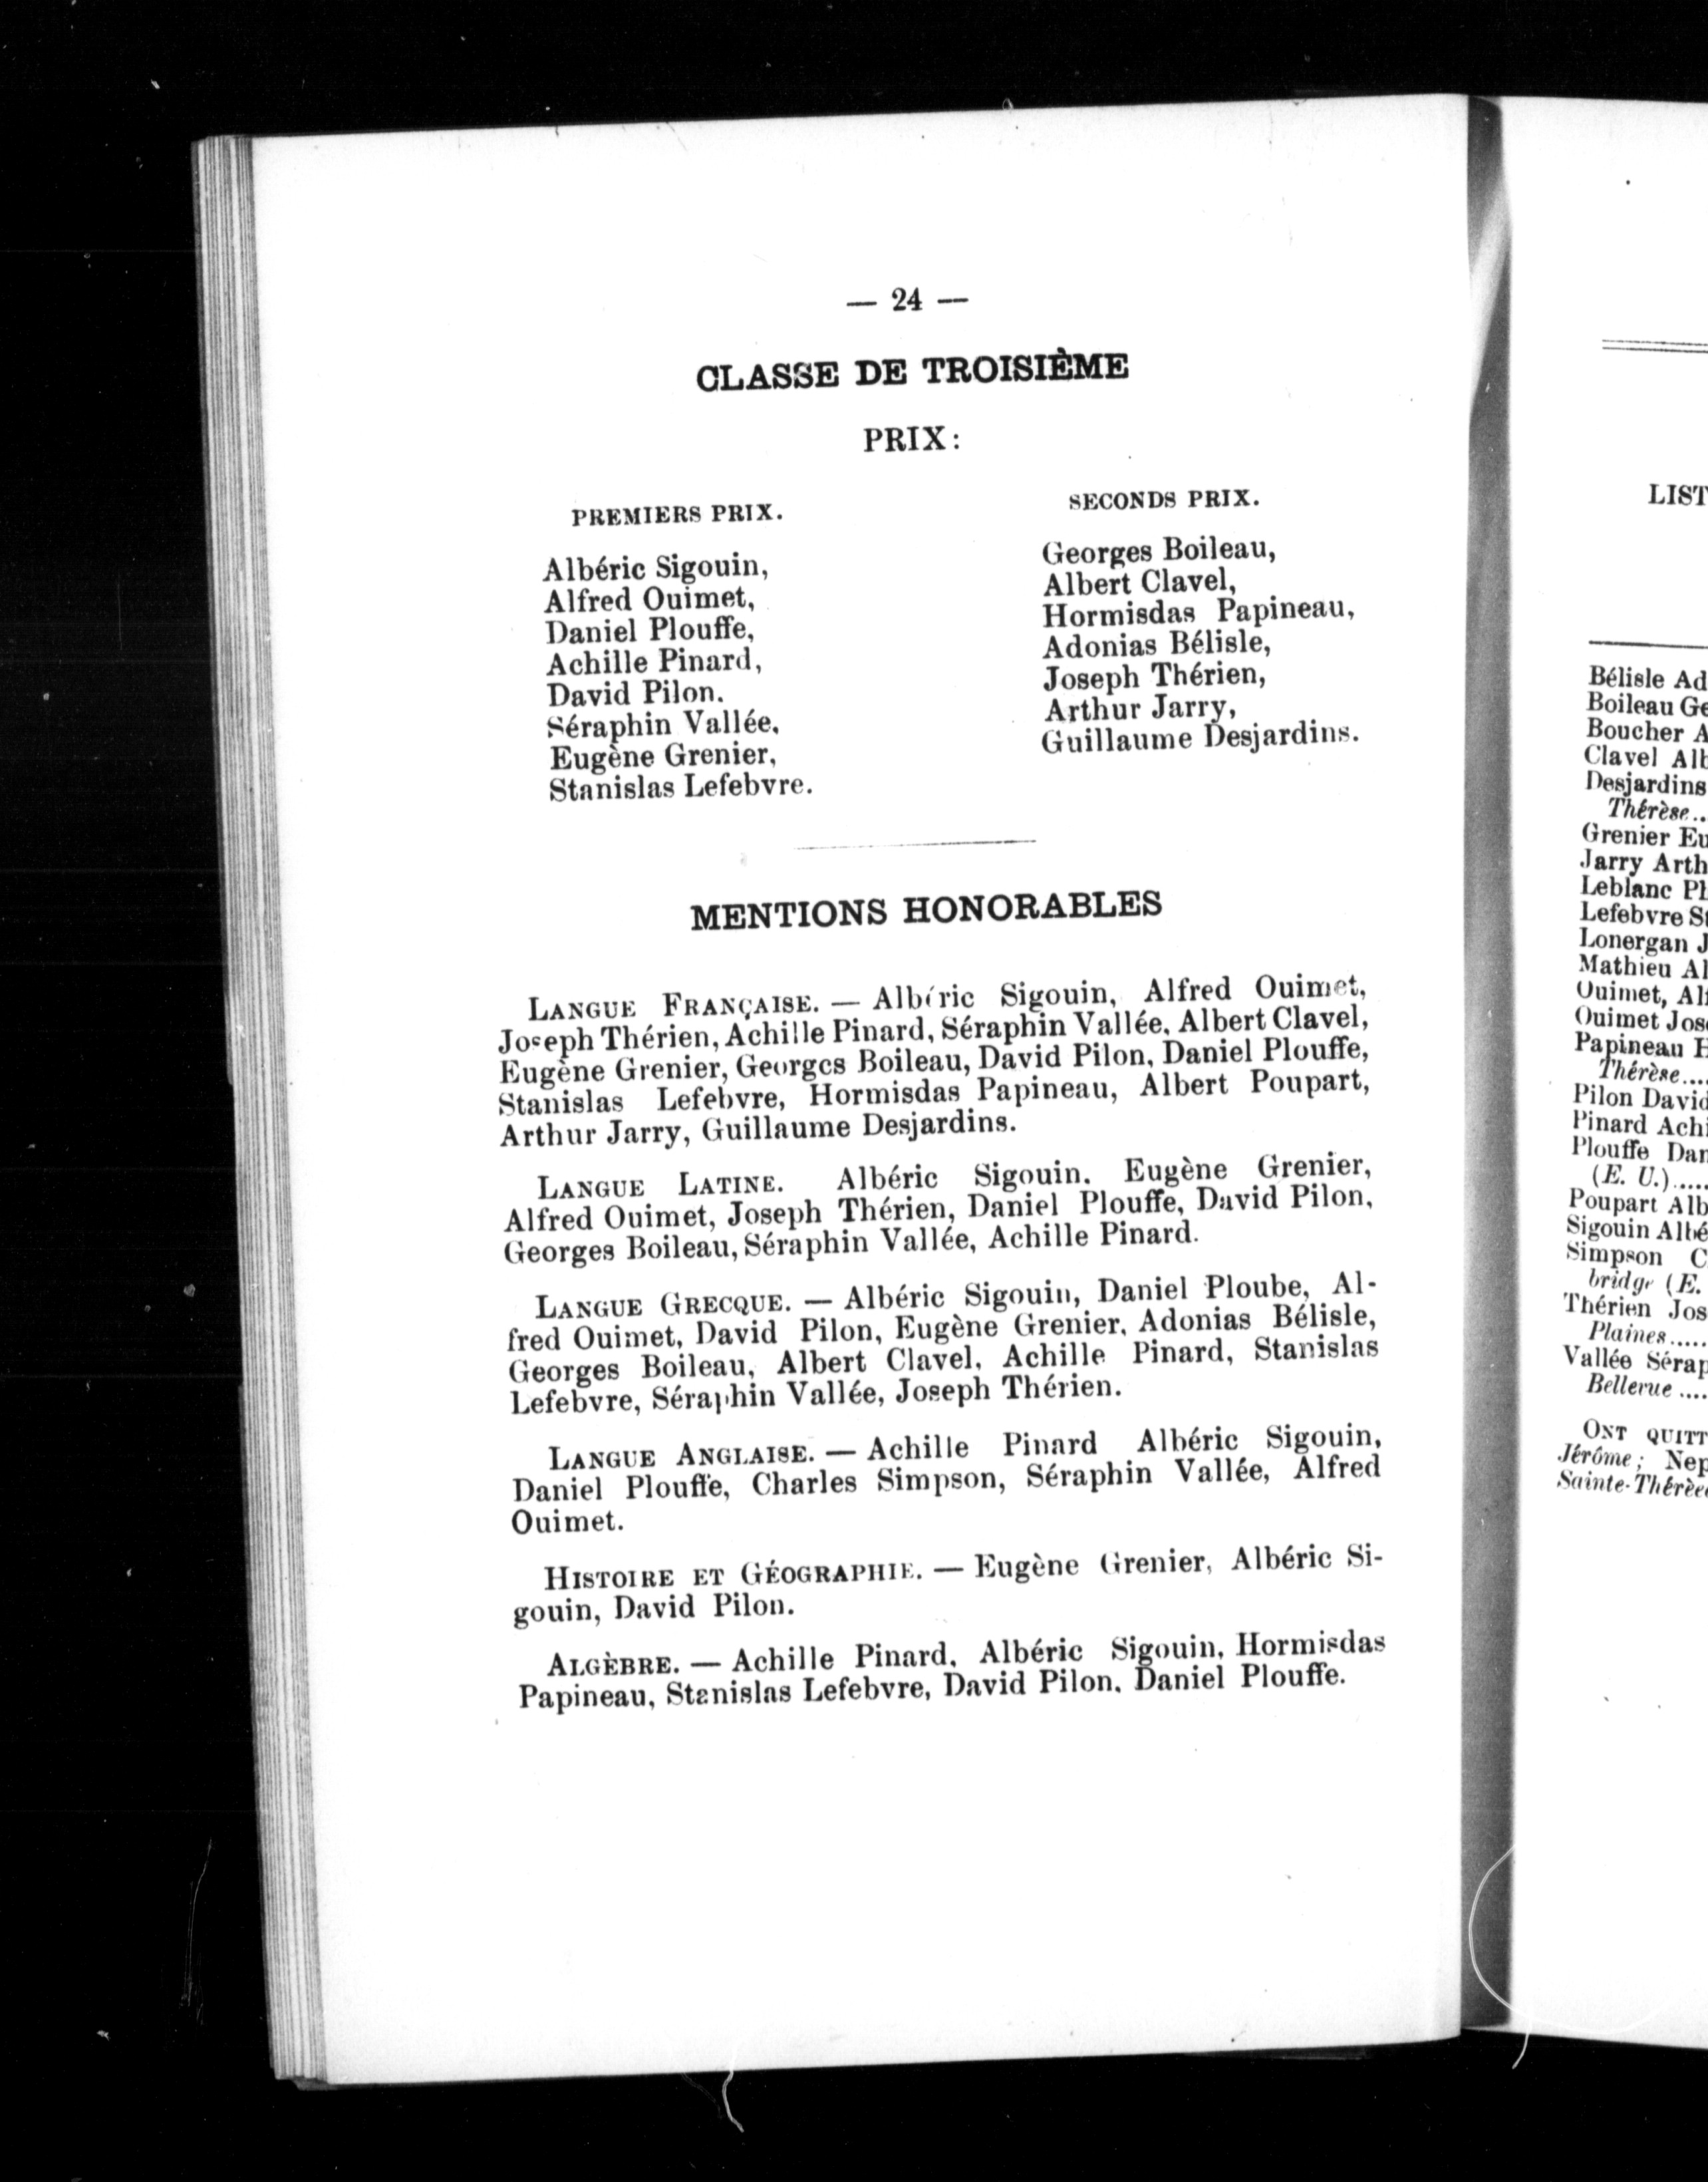 — 24 —
CLASSE DE TROISIÈME
PRIX:
PREMIERS PRIX.
Albéric Sigouin,
Alfred Ouimet,
Daniel Plouffe,
Achille Pinard,
David Pilon.
Séraphin Vallée,
Eugène Grenier,
Stanislas Lefebvre.
SECONDS PRIX.
Georges Boileau,
Albert Clavel,
Hormisdas Papineau,
Adonias Bélisle,
Joseph Thérien,
Arthur Jarry,
Guillaume Desjardins.
MENTIONS HONORABLES
LANGUE FRANÇAISE. — Albéric Sigouin, Alfred Ouimet,
Joseph Thérien, Achille Pinard, Séraphin Vallée, Albert Clavel,
Eugène Grenier, Georges Boileau, David Pilon, Daniel Plouffe,
Stanislas Lefebvre, Hormisdas Papineau, Albert Poupart,
Arthur Jarry, Guillaume Desjardins.
LANGUE LATINE. Albéric Sigouin. Eugène Grenier,
Alfred Ouimet, Joseph Thérien, Daniel Plouffe, David Pilon,
Georges Boileau, Séraphin Vallée, Achille Pinard.
LANGUE GRECQUE. — Albéric Sigouin, Daniel Ploube, Al-
fred Ouimet, David Pilon, Eugène Grenier, Adonias Bélisle,
Georges Boileau, Albert Clavel, Achille Pinard, Stanislas
Lefebvre, Séraphin Vallée, Joseph Thérien.
LANGUE ANGLAISE. — Achille Pinard Albéric Sigouin,
Daniel Plouffe, Charles Simpson, Séraphin Vallée, Alfred
Ouimet.
HISTOIRE ET GÉOGRAPHIE. — Eugène Grenier, Albéric Si-
gouin, David Pilon.
ALGÈBRE. — Achille Pinard, Albéric Sigouin, Hormisdas
Papineau, Stanislas Lefebvre, David Pilon, Daniel Plouffe.
LIST
Bélisle Ad
Boileau Ge
Boucher A
Clavel Alb
Desjardins
Thérèse..
Grenier Eu
Jarry Arth
Leblanc Ph
Lefebvre St
Lonergan J
Mathieu Al
Ouimet, Alf
Ouimet Jos
Papineau H
Thérèse....
Pilon David
Pinard Achi
Plouffe Dan
(E. U.).....
Poupart Alb
Sigouin Albé
Simpson C
bridge (E.
Thérien Jos
Plaines.....
Vallée Sérap
Bellerue ....
ONT QUITT
Jérôme; Nep
Sainte-Thérèse